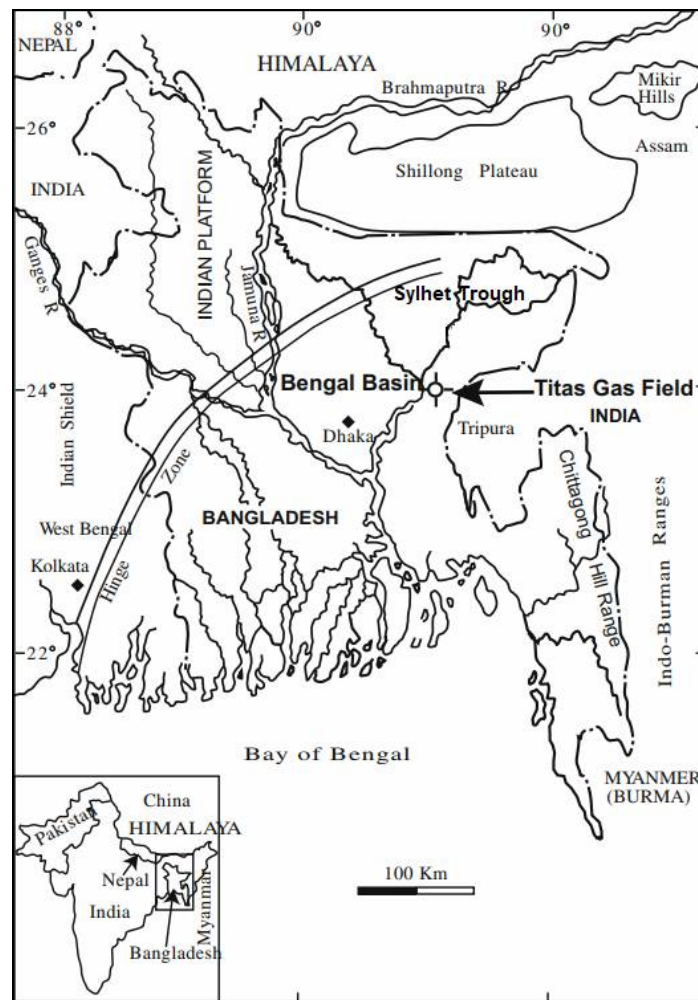 88°
90°
90°
NEPAL
HIMALAYA
Brahmaputra R.
Mikir
Hills
26°
Assam
Shillong Plateau
INDIA
INDIAN PLATFORM
Ganges R
Jamuna R
Sylhet Trough
24°
Bengal Basin
Titas Gas Field
INDIA
Dhaka
Tripura
Indian Shield
Zone
Chittagong
BANGLADESH
West Bengal
Kolkata
Hinge
Hill Range
Indo-Burman Ranges
22°
Bay of Bengal
MYANMER
(BURMA)
China
Pakistan
HIMALAYA
Nepal
India
Myanmar
Bangladesh
100 Km